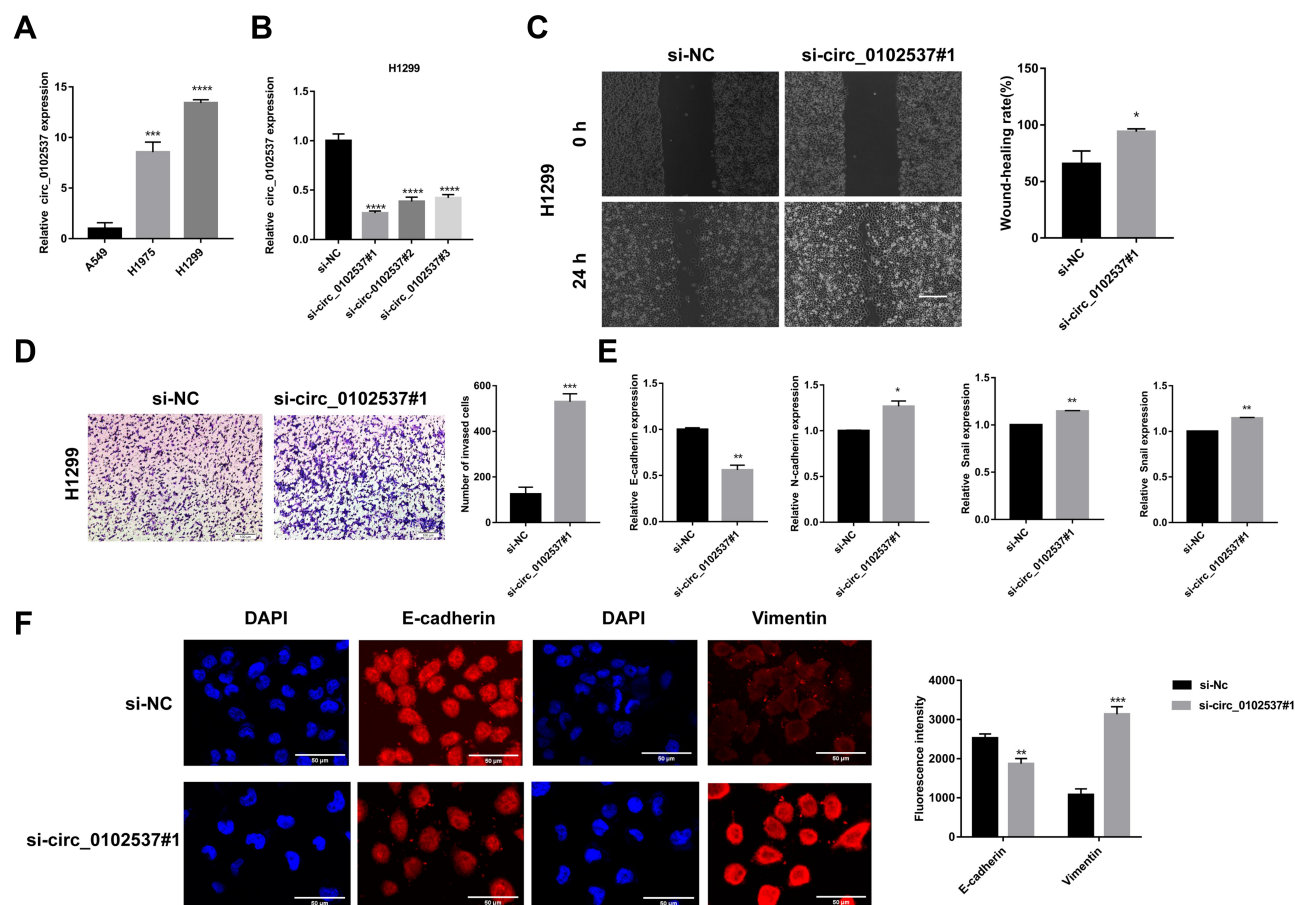 A
Relative circ_0102537 expression
15
10
5
0
***
****
A549
H1975
H1299
B
H1299
Relative circ_0102537 expression
1.5
1.0
0.5
0.0
****
****
****
si-NC
si-circ_0102537#1
si-circ-0102537#2
si-circ_0102537#3
C
si-NC
si-circ_0102537#1
H1299
0 h
24 h
Wound-healing rate(%)
150
100
50
0
*
si-NC
si-circ_0102537#1
D
si-NC
si-circ_0102537#1
H1299
Number of invased cells
600
400
200
0
***
si-NC
si-circ_0102537#1
E
Relative E-cadherin expression
1.5
1.0
0.5
0.0
**
si-NC
si-circ_0102537#1
Relative N-cadherin expression
1.5
1.0
0.5
0.0
*
si-NC
si-circ_0102537#1
Relative Snail expression
1.5
1.0
0.5
0.0
**
si-NC
si-circ_0102537#1
Relative Snail expression
1.5
1.0
0.5
0.0
**
si-NC
si-circ_0102537#1
F
DAPI
E-cadherin
DAPI
Vimentin
si-NC
50 μm
50 μm
50 μm
50 μm
si-circ_0102537#1
50 μm
50 μm
50 μm
50 μm
Fluorescence intensity
4000
3000
2000
1000
0
**
***
E-cadherin
Vimentin
si-Nc
si-circ_0102537#1